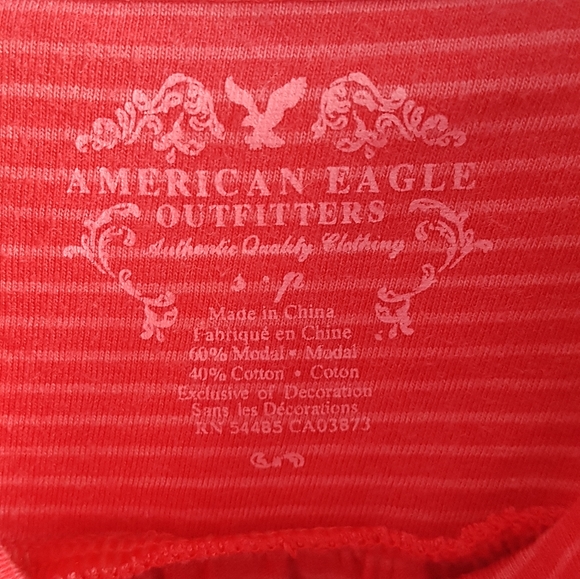 AMERICAN EAGLE
OUTFITTERS
Authentic Quality Clothing
s • p
Made in China
Fabriqué en Chine
60% Modal • Modal
40% Cotton • Coton
Exclusive of Decoration
Sans les Décorations
RN 54485 CA03873